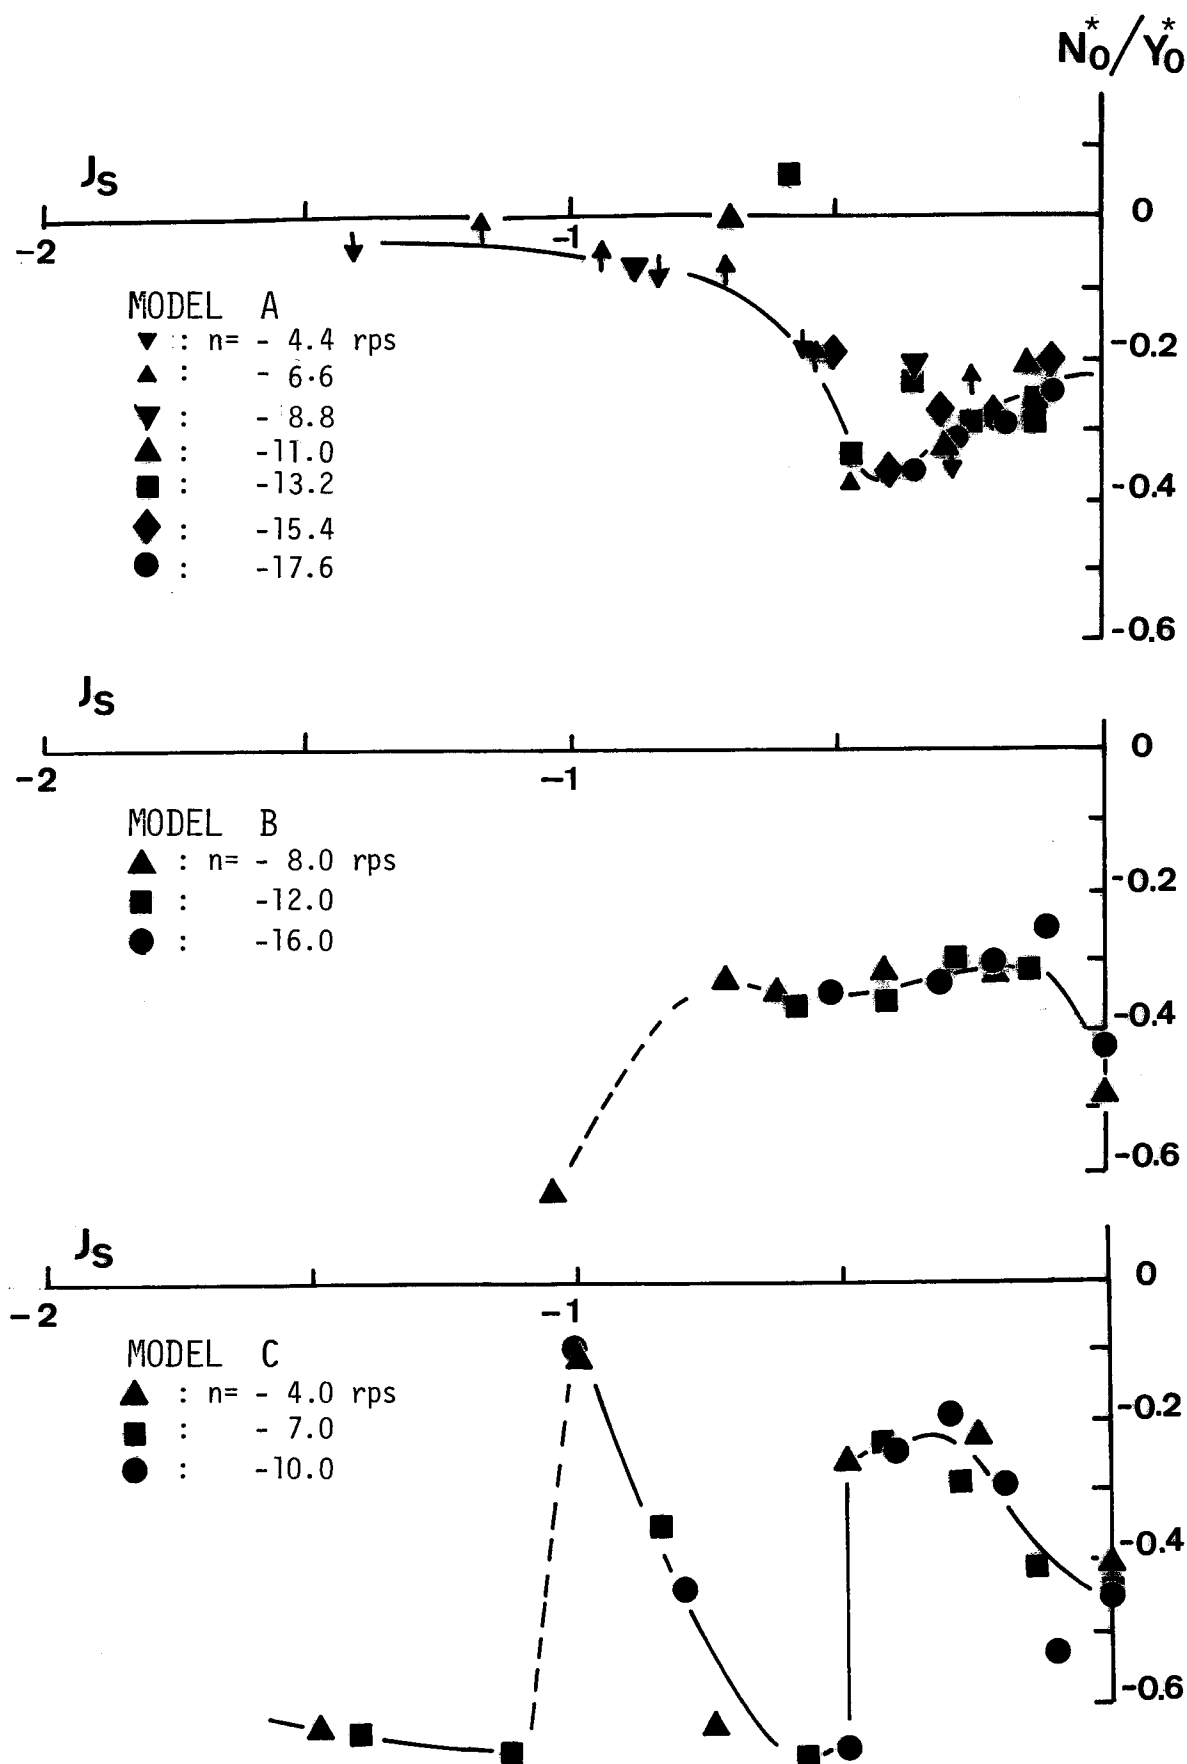 N₀*/Y₀*
Js
0
-2
-1
MODEL A
▼ : n= - 4.4 rps
▲ : - 6.6
▼ : - 8.8
▲ : -11.0
■ : -13.2
◆ : -15.4
● : -17.6
-0.2
-0.4
-0.6
Js
0
-2
-1
MODEL B
▲ : n= - 8.0 rps
■ : -12.0
● : -16.0
-0.2
-0.4
-0.6
Js
0
-2
-1
MODEL C
▲ : n= - 4.0 rps
■ : - 7.0
● : -10.0
-0.2
-0.4
-0.6